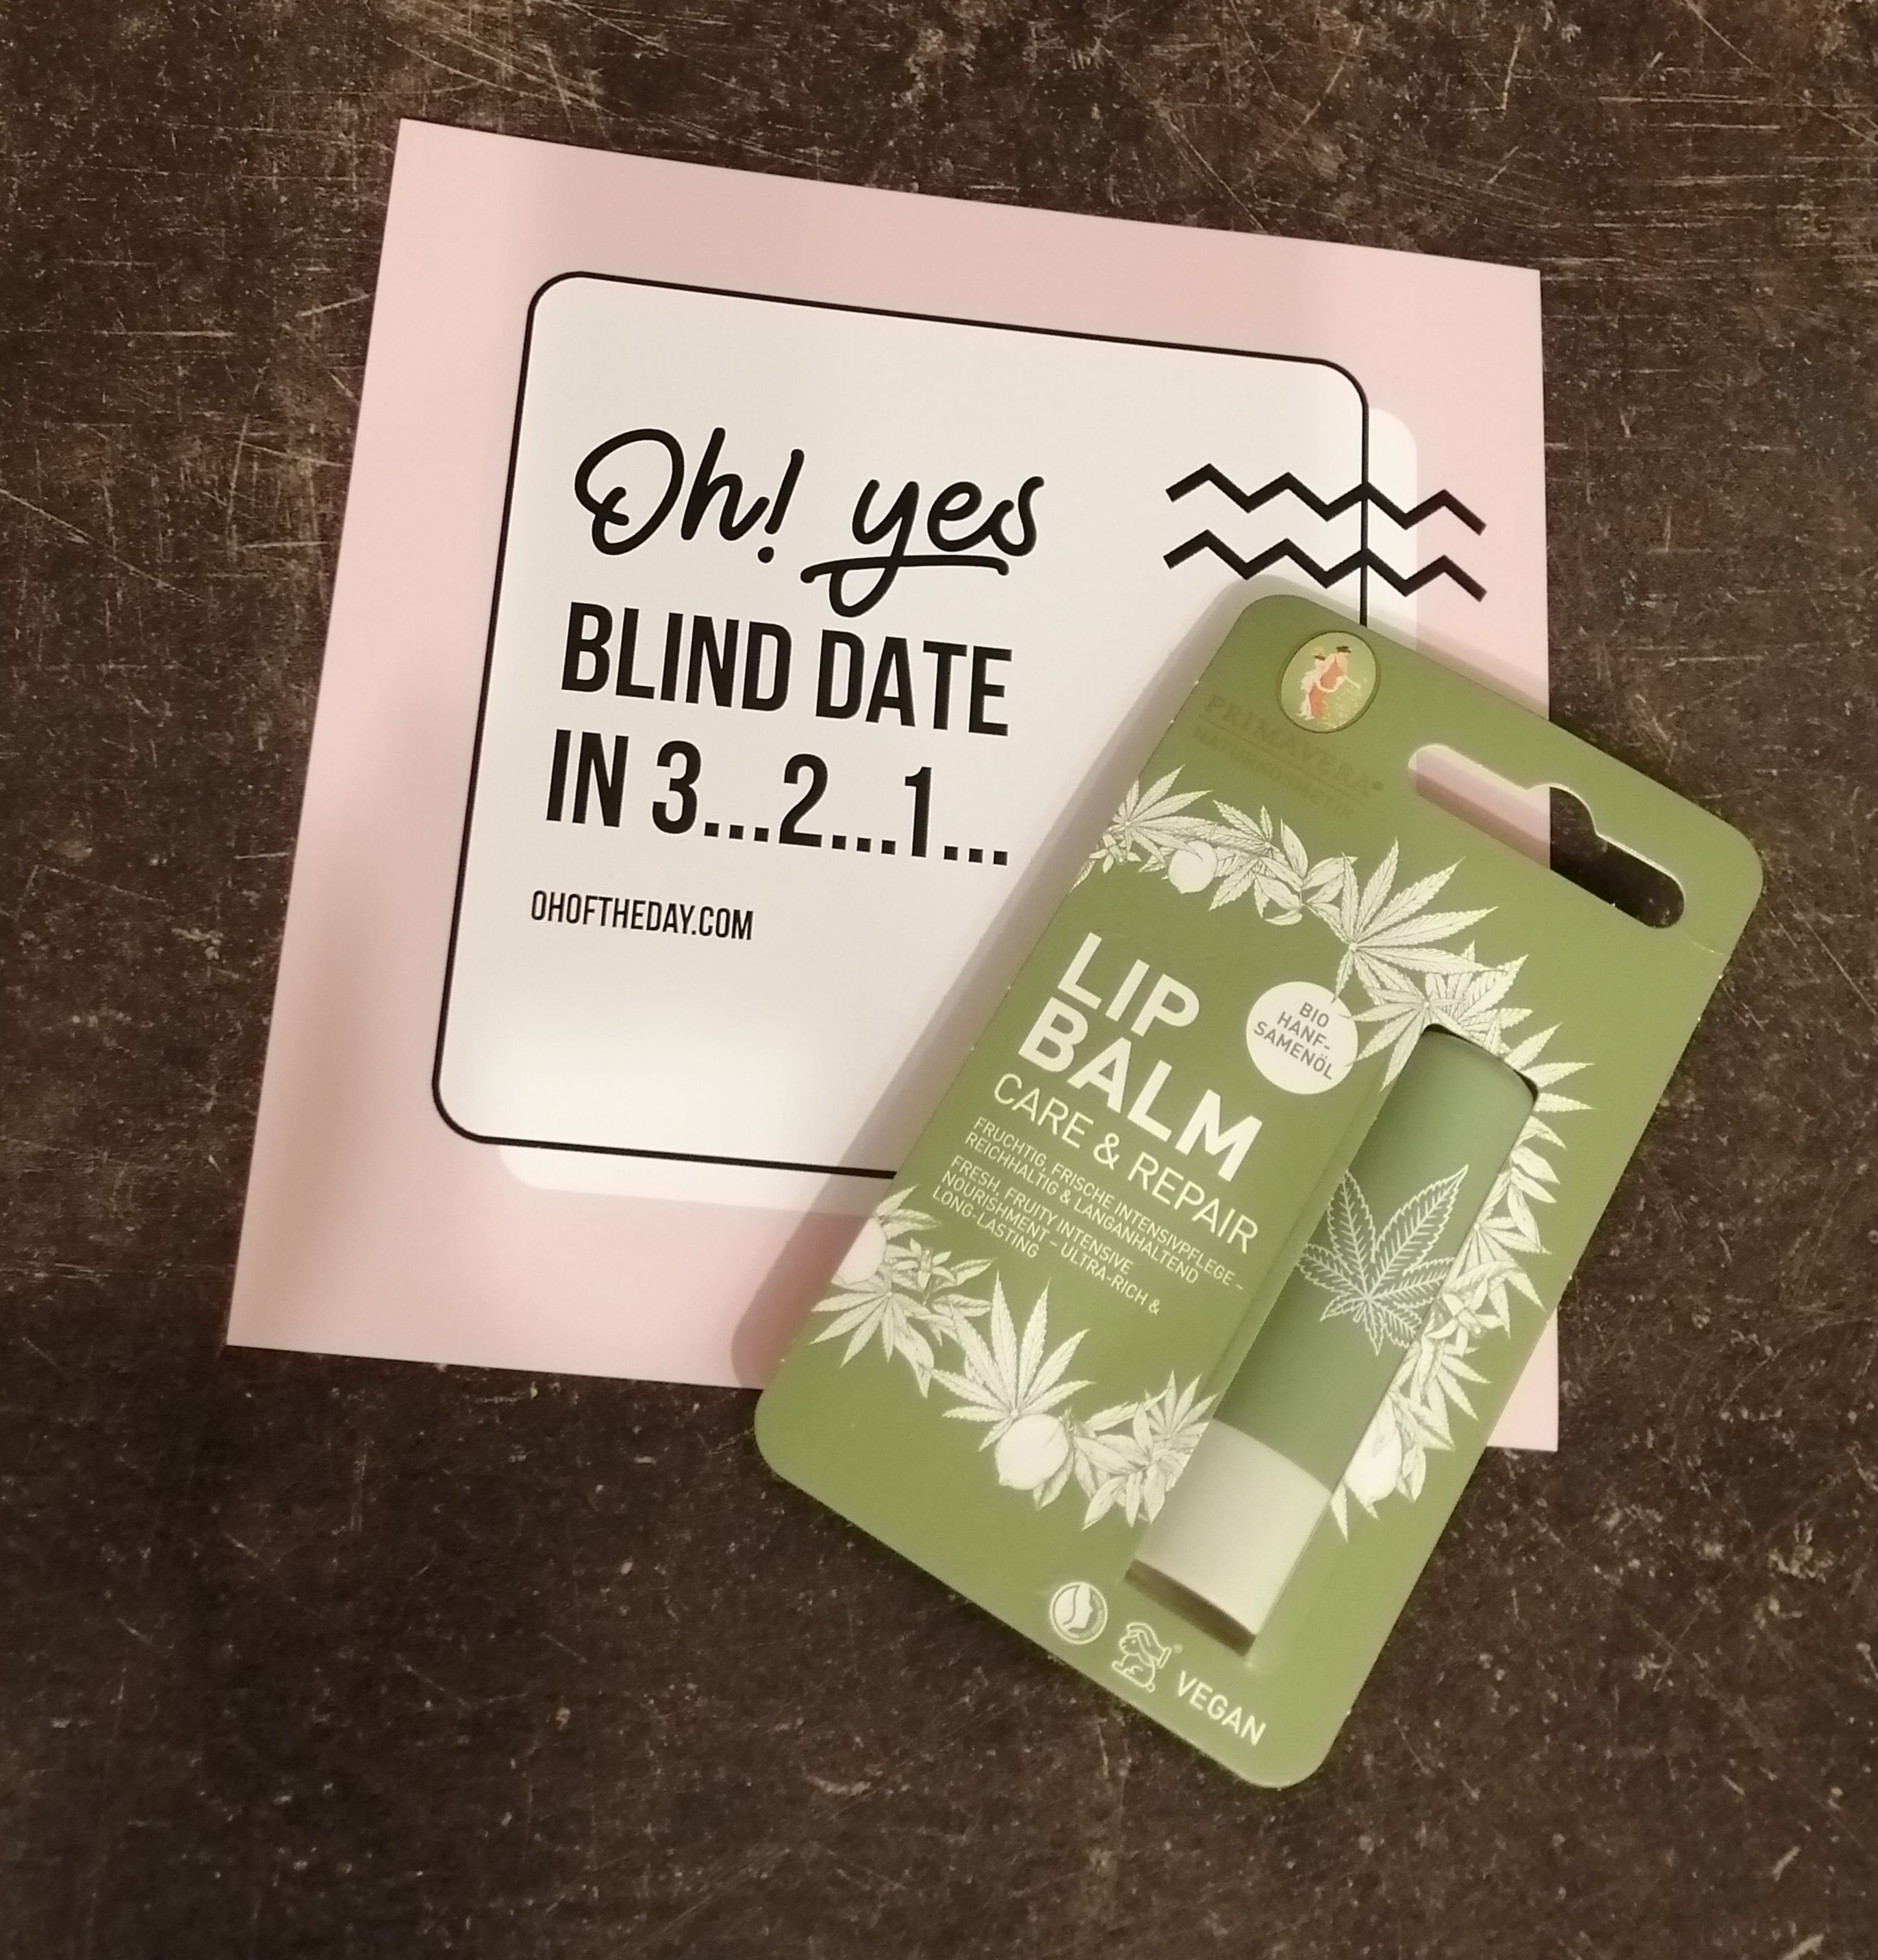 Oh! yes
BLIND DATE
IN 3...2...1...
OHOFTHEDAY.COM
PRIMAVERA®
NATURKOSMETIK
LIP
BALM
CARE & REPAIR
BIO
HANF-
SAMENÖL
FRUCHTIG, FRISCHE INTENSIVPFLEGE –
REICHHALTIG & LANGANHALTEND
FRESH, FRUITY INTENSIVE
NOURISHMENT – ULTRA-RICH &
LONG-LASTING
VEGAN